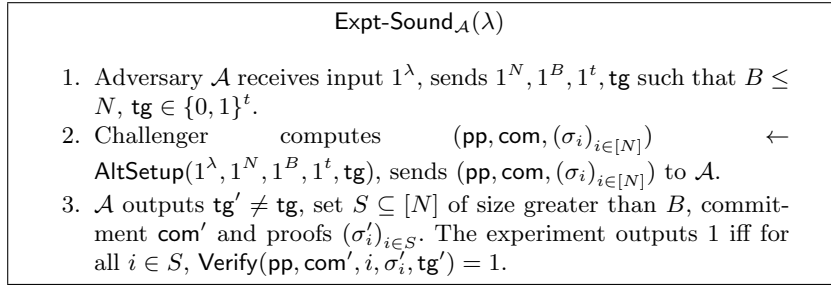 Expt-Sound_𝒜(λ)
1. Adversary 𝒜 receives input 1^λ, sends 1^N, 1^B, 1^t, tg such that B ≤
N, tg ∈ {0, 1}^t.
2. Challenger computes (pp, com, (σ_i)_{i∈[N]}) ←
AltSetup(1^λ, 1^N, 1^B, 1^t, tg), sends (pp, com, (σ_i)_{i∈[N]}) to 𝒜.
3. 𝒜 outputs tg′ ≠ tg, set S ⊆ [N] of size greater than B, commit-
ment com′ and proofs (σ′_i)_{i∈S}. The experiment outputs 1 iff for
all i ∈ S, Verify(pp, com′, i, σ′_i, tg′) = 1.